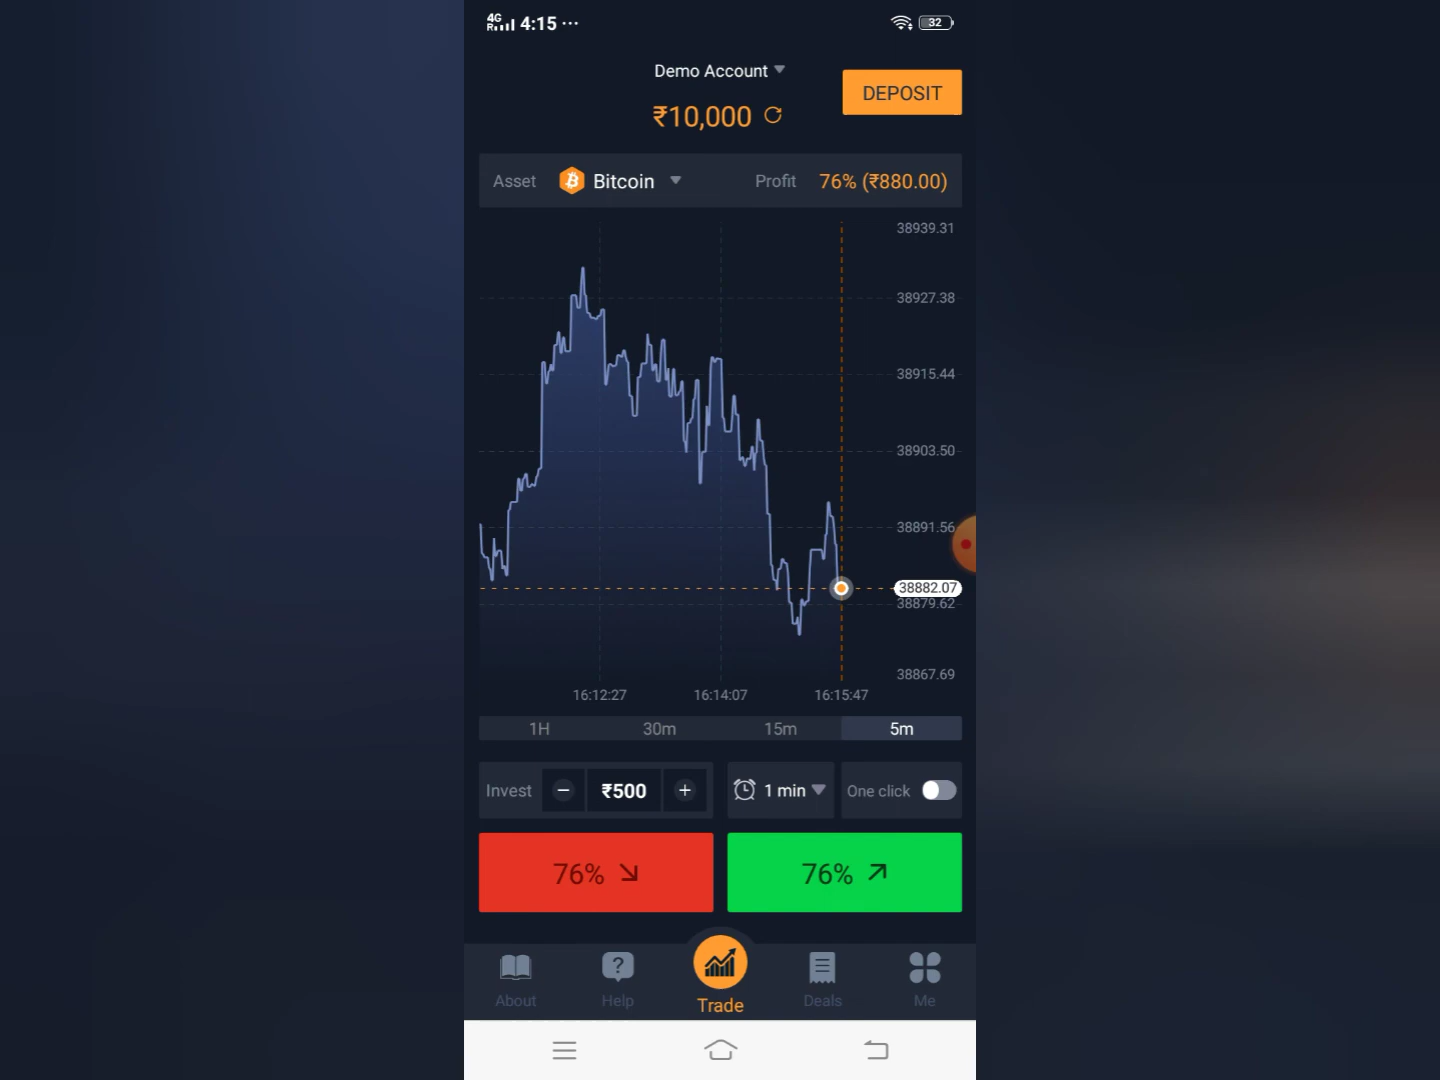 4G
R 4:15 ... 32
Demo Account
₹10,000
DEPOSIT
Asset Bitcoin Profit 76% (₹880.00)
38939.31
38927.38
38915.44
38903.50
38891.56
38882.07
38879.62
38867.69
16:12:27 16:14:07 16:15:47
1H 30m 15m 5m
Invest − ₹500 + 1 min One click
76% 76%
About Help Trade Deals Me